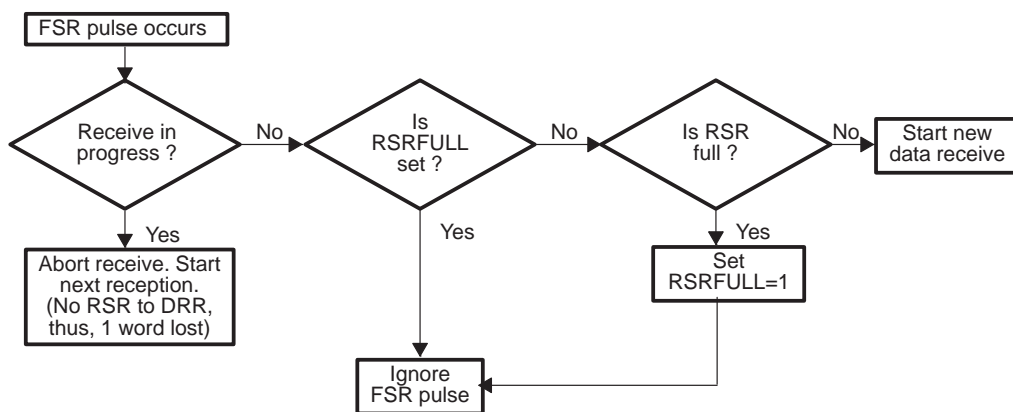 FSR pulse occurs
Receive in
progress ?
No
Is
RSRFULL
set ?
No
Is RSR
full ?
No
Start new
data receive
Yes
Abort receive. Start
next reception.
(No RSR to DRR,
thus, 1 word lost)
Yes
Yes
Set
RSRFULL=1
Ignore
FSR pulse